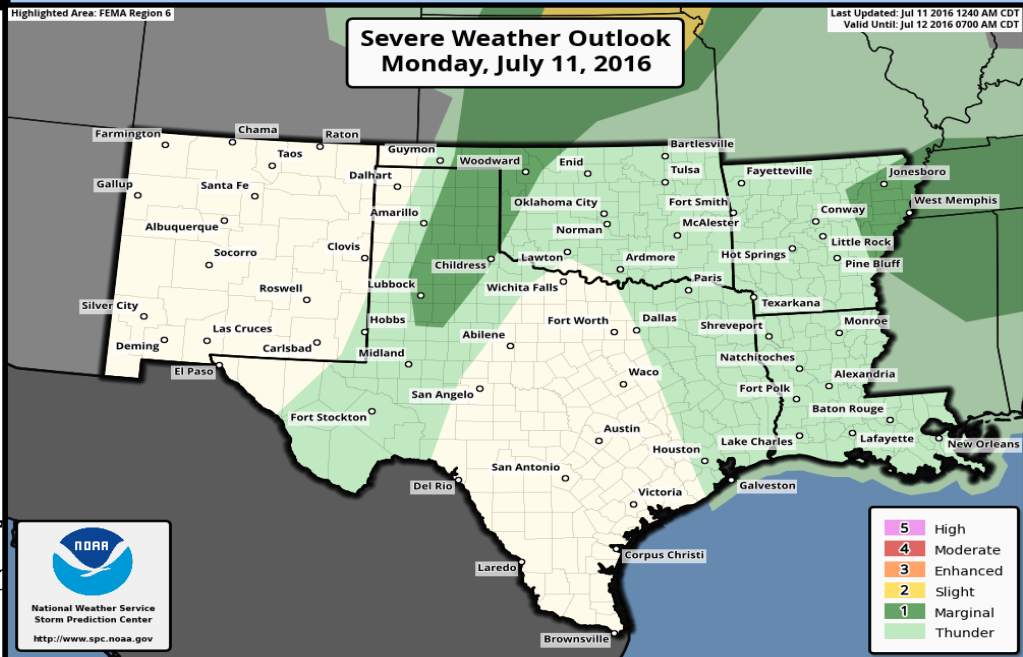 Highlighted Area: FEMA Region 6
Last Updated: Jul 11 2016 1240 AM CDT
Valid Until: Jul 12 2016 0700 AM CDT
Severe Weather Outlook
Monday, July 11, 2016
Farmington
Chama
Raton
Taos
Guymon
Woodward
Enid
Bartlesville
Tulsa
Fayetteville
Jonesboro
Gallup
Santa Fe
Dalhart
Oklahoma City
Fort Smith
West Memphis
Albuquerque
Amarillo
Norman
McAlester
Conway
Socorro
Clovis
Childress
Lawton
Ardmore
Hot Springs
Little Rock
Pine Bluff
Roswell
Lubbock
Wichita Falls
Paris
Texarkana
Silver City
Las Cruces
Hobbs
Abilene
Fort Worth
Dallas
Shreveport
Monroe
Deming
Carlsbad
Midland
Natchitoches
El Paso
San Angelo
Waco
Fort Polk
Alexandria
Fort Stockton
Austin
Baton Rouge
Houston
Lake Charles
Lafayette
New Orleans
Del Rio
San Antonio
Victoria
Galveston
Laredo
Corpus Christi
Brownsville
NOAA
National Weather Service
Storm Prediction Center
http://www.spc.noaa.gov
5 High
4 Moderate
3 Enhanced
2 Slight
1 Marginal
Thunder